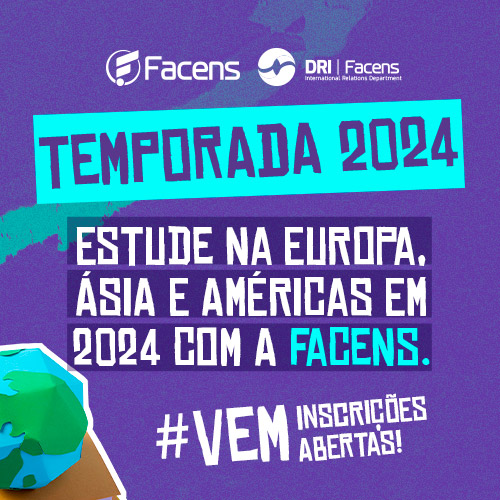 Facens DRI | Facens
International Relations Department
TEMPORADA 2024
ESTUDE NA EUROPA,
ÁSIA E AMÉRICAS EM
2024 COM A FACENS.
#VEM INSCRIÇÕES
ABERTAS!